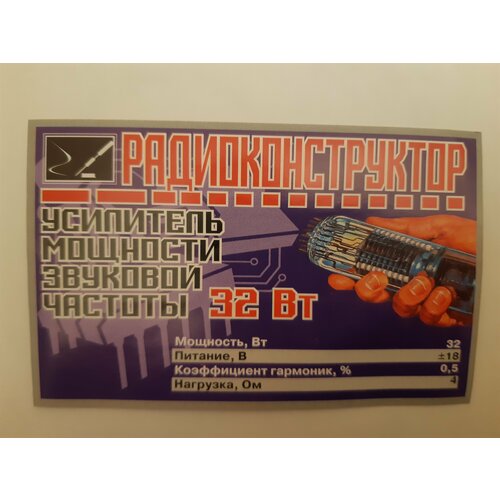 РАДИОКОНСТРУКТОР
УСИЛИТЕЛЬ
МОЩНОСТИ
ЗВУКОВОЙ
ЧАСТОТЫ 32 Вт
Мощность, Вт 32
Питание, В ±18
Коэффициент гармоник, % 0,5
Нагрузка, Ом 4